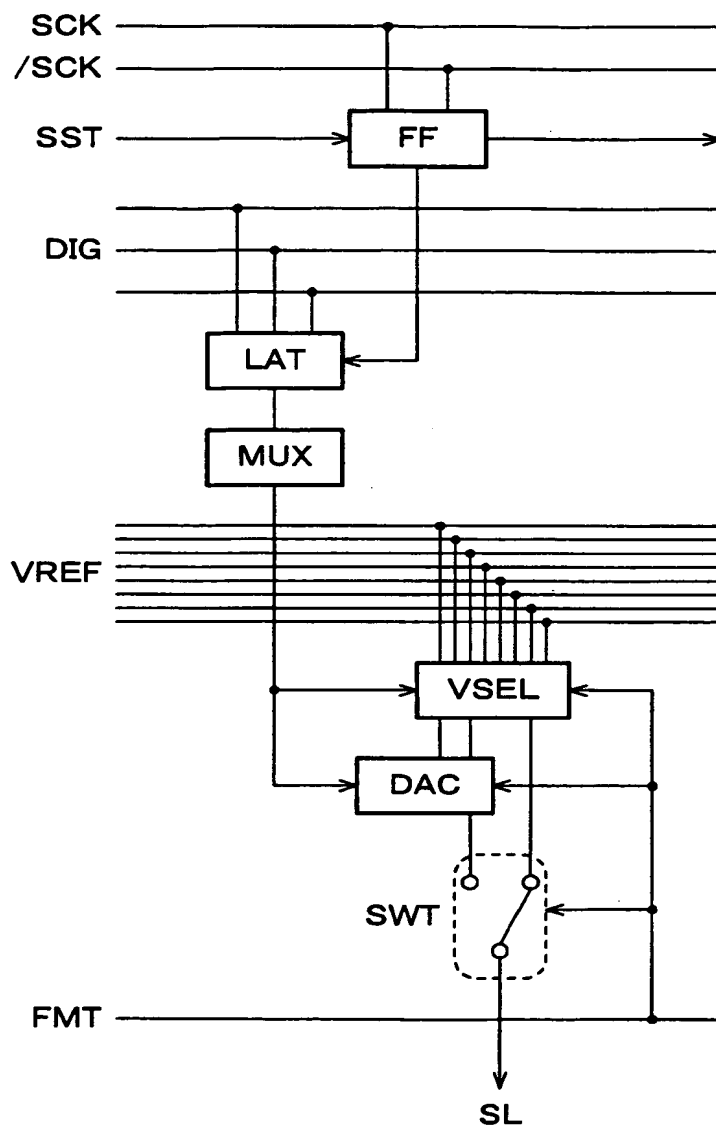 SCK
/SCK
SST
FF
DIG
LAT
MUX
VREF
VSEL
DAC
SWT
FMT
SL